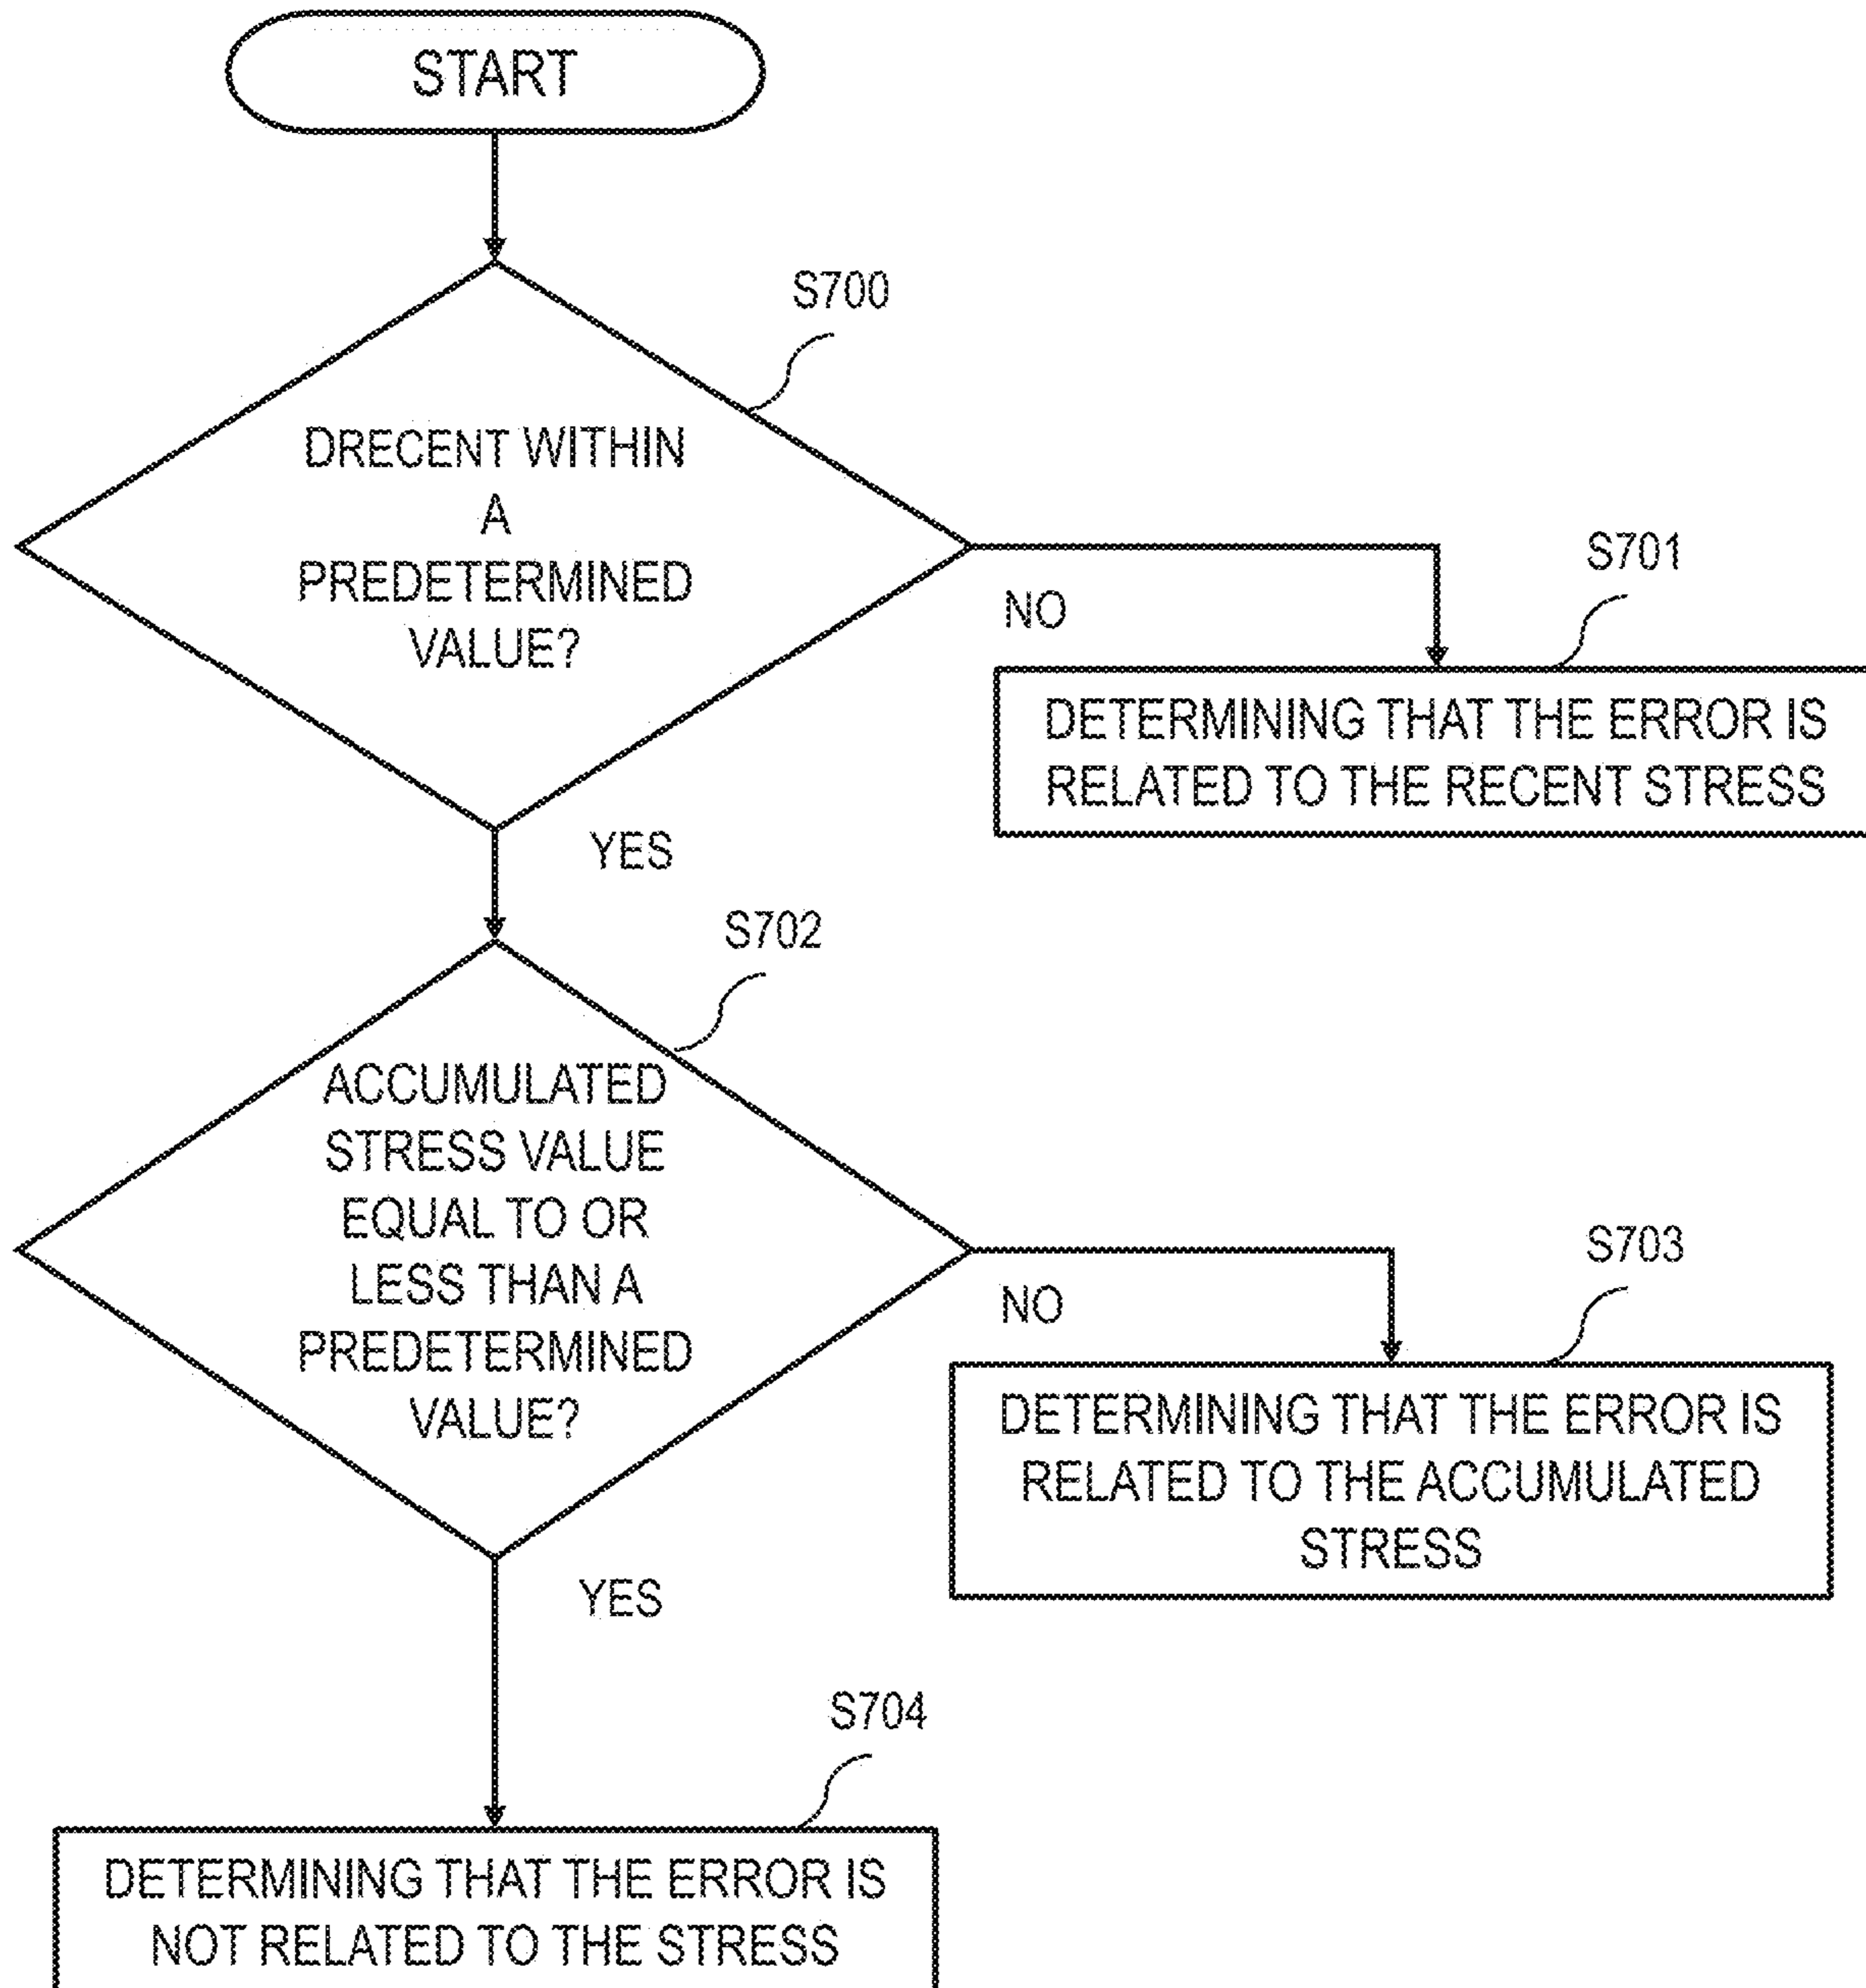 START
S700
DRECENT WITHIN
A
PREDETERMINED
VALUE?
NO
S701
DETERMINING THAT THE ERROR IS
RELATED TO THE RECENT STRESS
YES
S702
ACCUMULATED
STRESS VALUE
EQUAL TO OR
LESS THAN A
PREDETERMINED
VALUE?
NO
S703
DETERMINING THAT THE ERROR IS
RELATED TO THE ACCUMULATED
STRESS
YES
S704
DETERMINING THAT THE ERROR IS
NOT RELATED TO THE STRESS